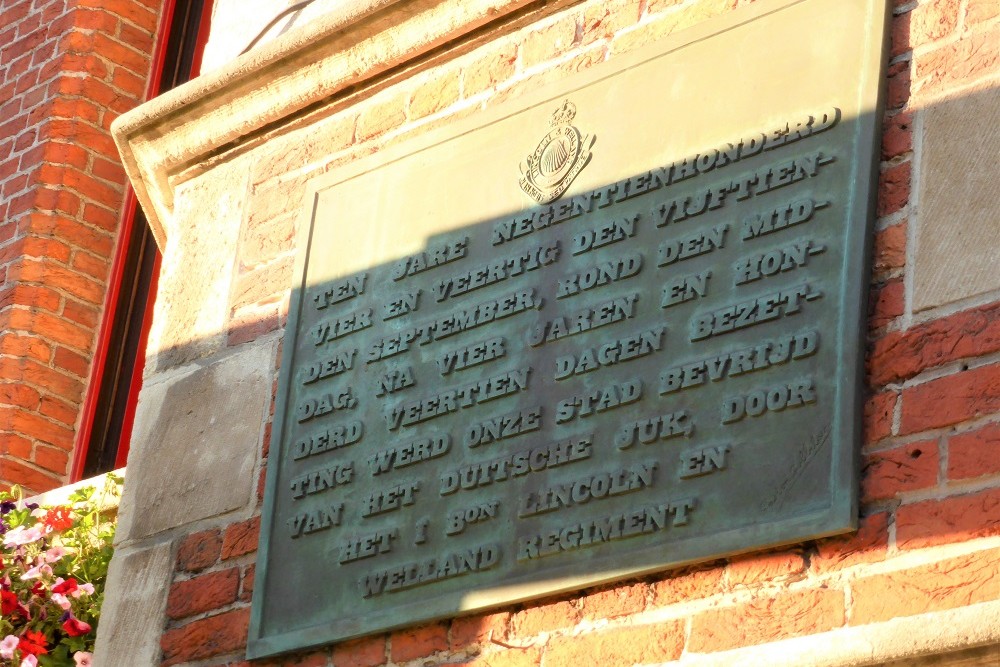 TEN JARE NEGENTIENHONDERD
VIER EN VEERTIG DEN VIJFTIEN-
DEN SEPTEMBER, ROND DEN MID-
DAG, NA VIER JAREN EN HON-
DERD VEERTIEN DAGEN BEZET-
TING WERD ONZE STAD BEVRIJD
VAN HET DUITSCHE JUK, DOOR
HET I BON LINCOLN EN
WELLAND REGIMENT